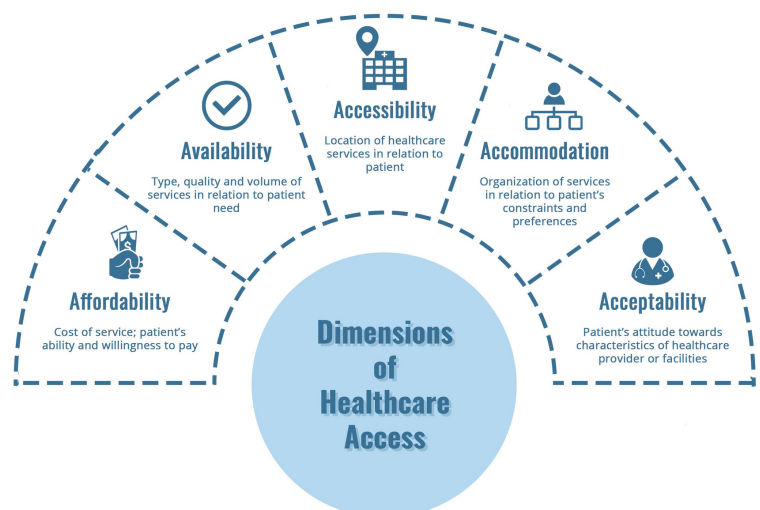 Affordability
Cost of service; patient's
ability and willingness to pay
Availability
Type, quality and volume of
services in relation to patient
need
Accessibility
Location of healthcare
services in relation to
patient
Accommodation
Organization of services
in relation to patient's
constraints and
preferences
Acceptability
Patient's attitude towards
characteristics of healthcare
provider or facilities
Dimensions
of
Healthcare
Access